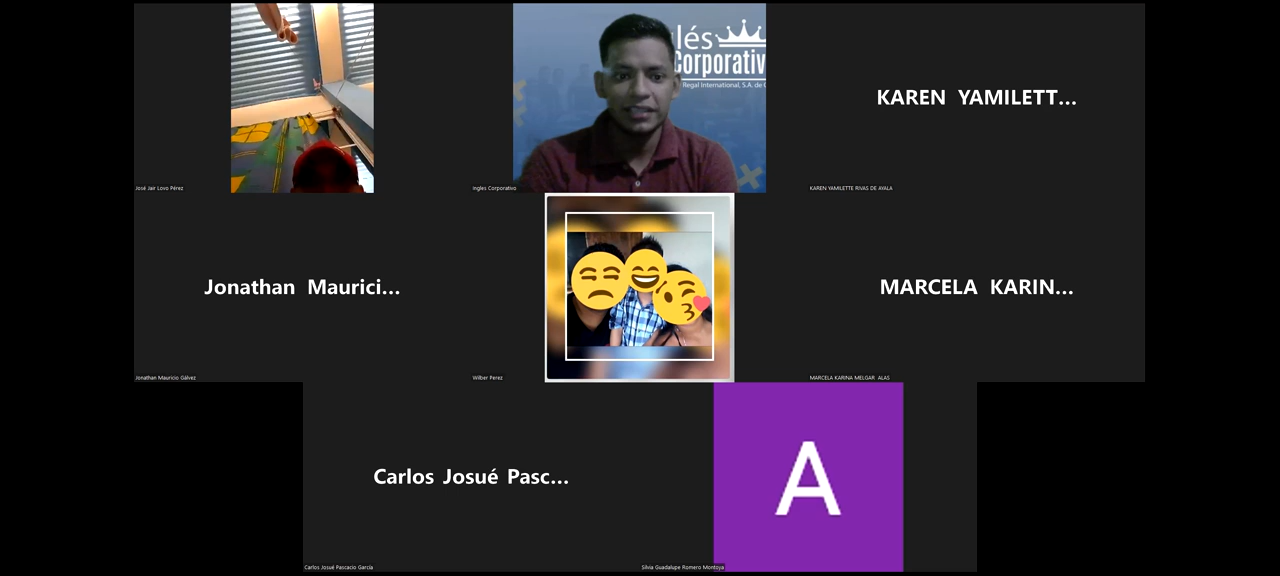 lés
Corporativ
Regal International, S.A. de C
KAREN YAMILETT...
José Jair Lovo Pérez
Ingles Corporativo
KAREN YAMILETTE RIVAS DE AYALA
Jonathan Maurici...
MARCELA KARIN...
Jonathan Mauricio Gálvez
Wilber Perez
MARCELA KARINA MELGAR ALAS
Carlos Josué Pasc...
A
Carlos Josué Pascacio García
Silvia Guadalupe Romero Montoya